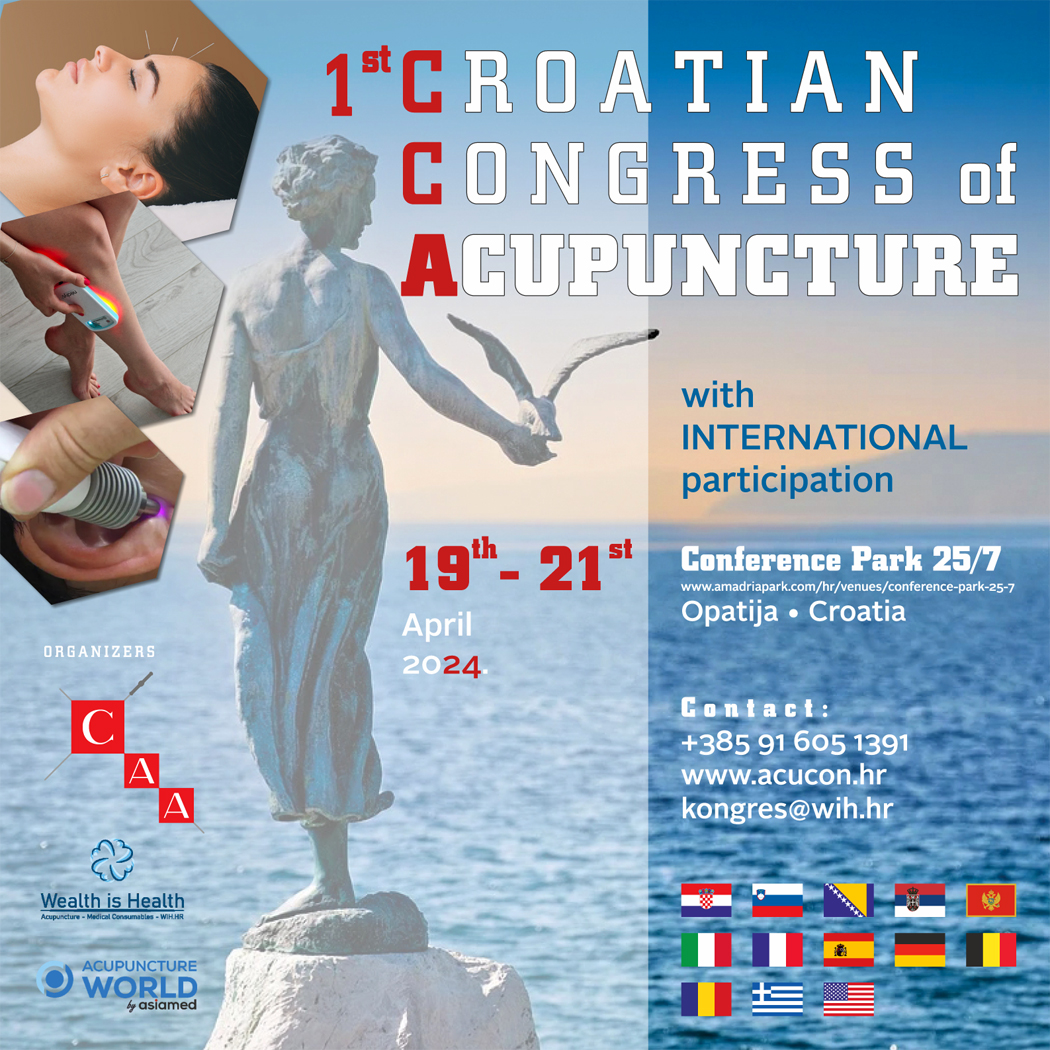 1st CROATIAN
CONGRESS of
ACUPUNCTURE
with
INTERNATIONAL
participation
19th - 21st
April
2024.
Conference Park 25/7
www.amadriapark.com/hr/venues/conference-park-25-7
Opatija • Croatia
Contact:
+385 91 605 1391
www.acucon.hr
kongres@wih.hr
ORGANIZERS
C
A
A
Wealth is Health
Acupuncture - Medical Consumables - WIH.HR
ACUPUNCTURE
WORLD
by asiamed